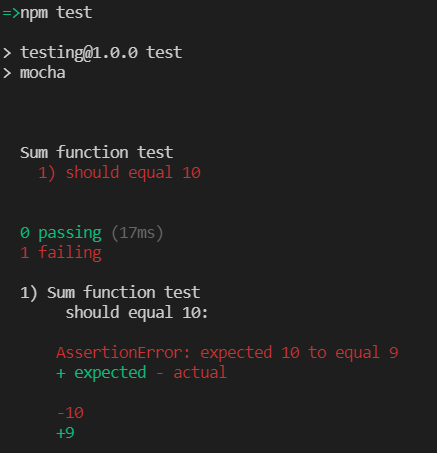 =>npm test
> testing@1.0.0 test
> mocha
Sum function test
1) should equal 10
0 passing (17ms)
1 failing
1) Sum function test
should equal 10:
AssertionError: expected 10 to equal 9
+ expected - actual
-10
+9